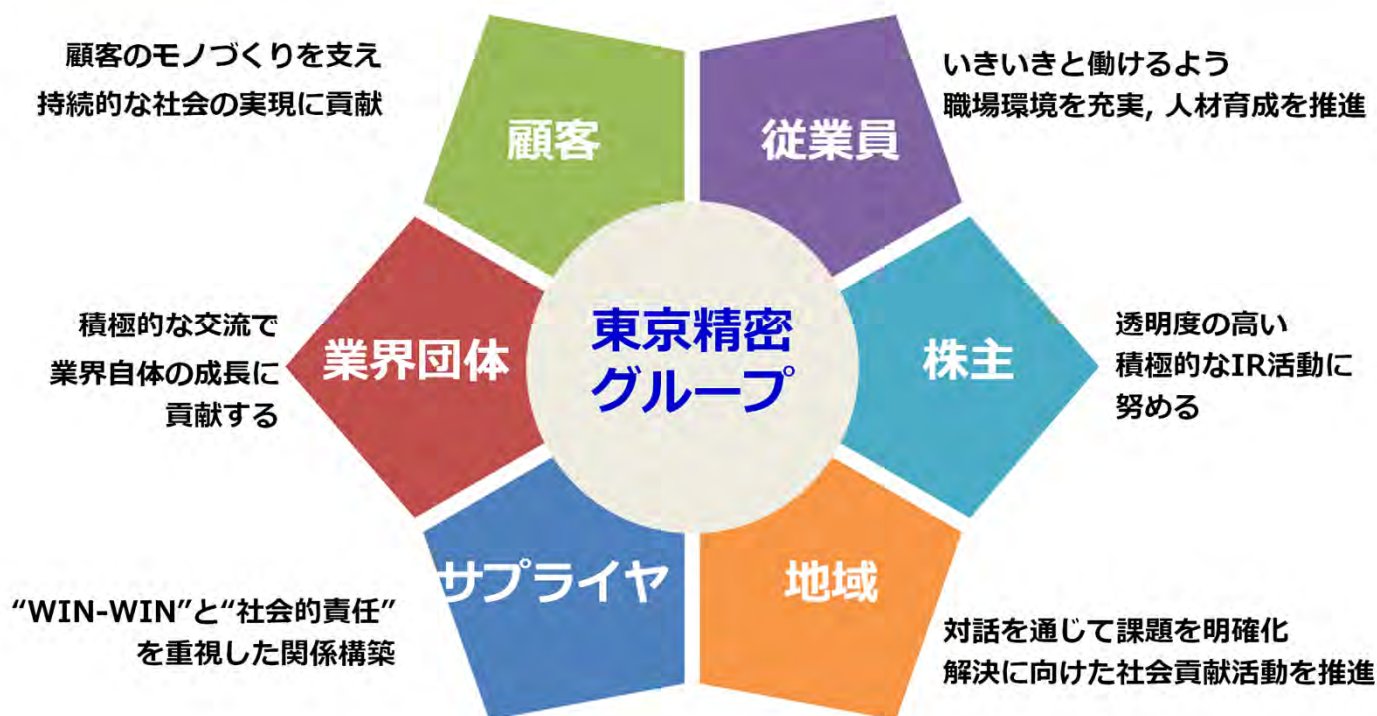 顧客のモノづくりを支え
持続的な社会の実現に貢献
顧客
従業員
いきいきと働けるよう
職場環境を充実, 人材育成を推進
積極的な交流で
業界自体の成長に
貢献する
業界団体
東京精密
グループ
株主
透明度の高い
積極的なIR活動に
努める
“WIN-WIN”と“社会的責任”
を重視した関係構築
サプライヤ
地域
対話を通じて課題を明確化
解決に向けた社会貢献活動を推進